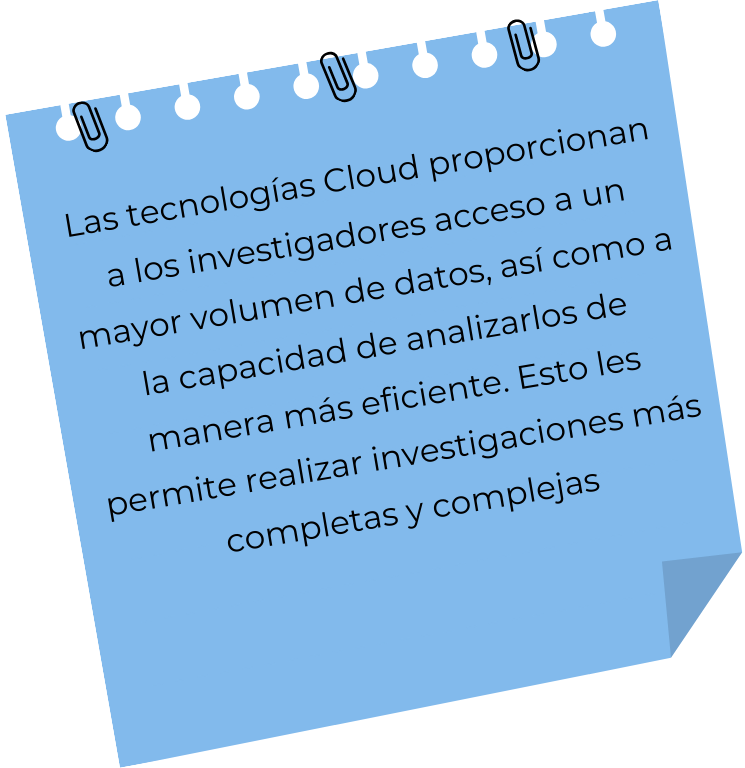 Las tecnologías Cloud proporcionan
a los investigadores acceso a un
mayor volumen de datos, así como a
la capacidad de analizarlos de
manera más eficiente. Esto les
permite realizar investigaciones más
completas y complejas